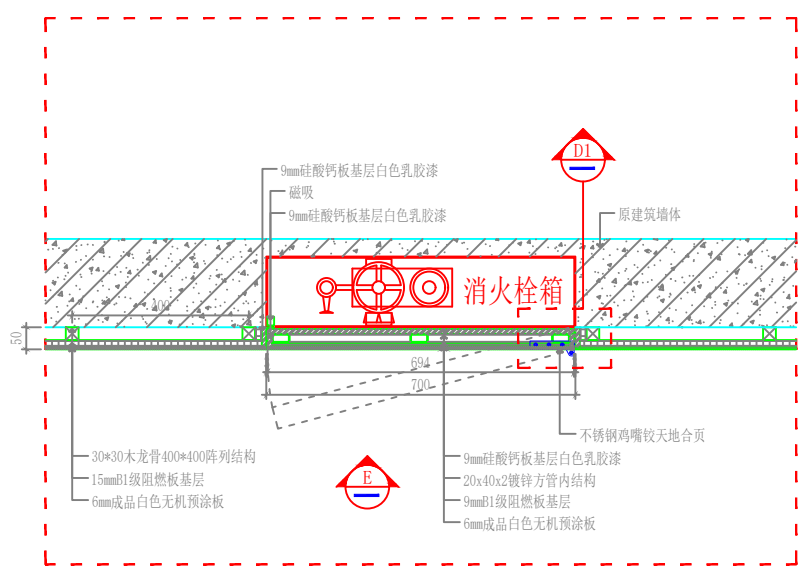 D1
9mm硅酸钙板基层白色乳胶漆
磁吸
9mm硅酸钙板基层白色乳胶漆
原建筑墙体
消火栓箱
400
50
694
700
不锈钢鸡嘴铰天地合页
30*30木龙骨400*400阵列结构
15mmB1级阻燃板基层
6mm成品白色无机预涂板
E
9mm硅酸钙板基层白色乳胶漆
20x40x2镀锌方管内结构
9mmB1级阻燃板基层
6mm成品白色无机预涂板